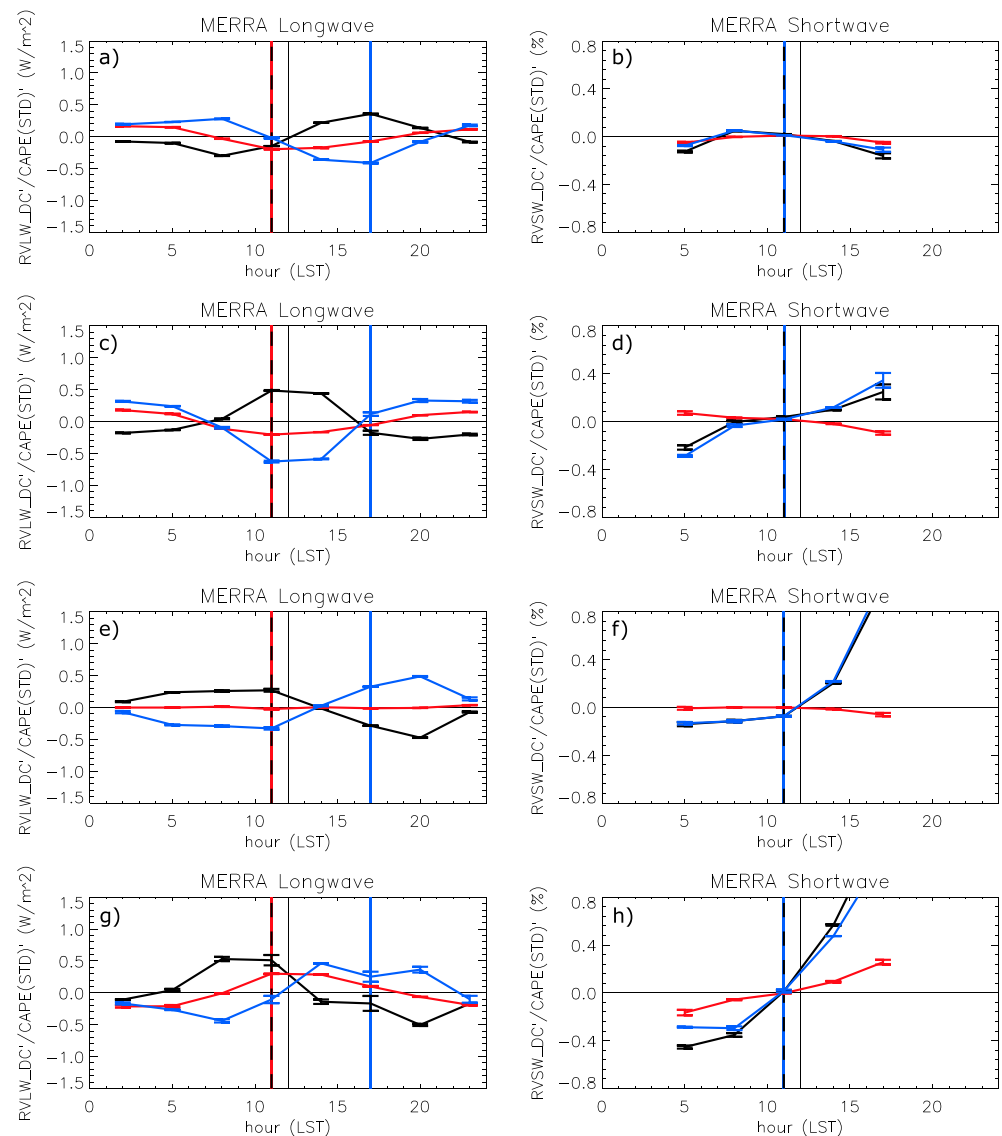 MERRA Longwave
MERRA Shortwave
a)
b)
RVLW_DC'/CAPE(STD)' (W/m^2)
1.5
1.0
0.5
0.0
−0.5
−1.0
−1.5
0 5 10 15 20
hour (LST)
RVSW_DC'/CAPE(STD)' (%)
0.8
0.4
0.0
−0.4
−0.8
0 5 10 15 20
hour (LST)
MERRA Longwave
MERRA Shortwave
c)
d)
RVLW_DC'/CAPE(STD)' (W/m^2)
1.5
1.0
0.5
0.0
−0.5
−1.0
−1.5
0 5 10 15 20
hour (LST)
RVSW_DC'/CAPE(STD)' (%)
0.8
0.4
0.0
−0.4
−0.8
0 5 10 15 20
hour (LST)
MERRA Longwave
MERRA Shortwave
e)
f)
RVLW_DC'/CAPE(STD)' (W/m^2)
1.5
1.0
0.5
0.0
−0.5
−1.0
−1.5
0 5 10 15 20
hour (LST)
RVSW_DC'/CAPE(STD)' (%)
0.8
0.4
0.0
−0.4
−0.8
0 5 10 15 20
hour (LST)
MERRA Longwave
MERRA Shortwave
g)
h)
RVLW_DC'/CAPE(STD)' (W/m^2)
1.5
1.0
0.5
0.0
−0.5
−1.0
−1.5
0 5 10 15 20
hour (LST)
RVSW_DC'/CAPE(STD)' (%)
0.8
0.4
0.0
−0.4
−0.8
0 5 10 15 20
hour (LST)